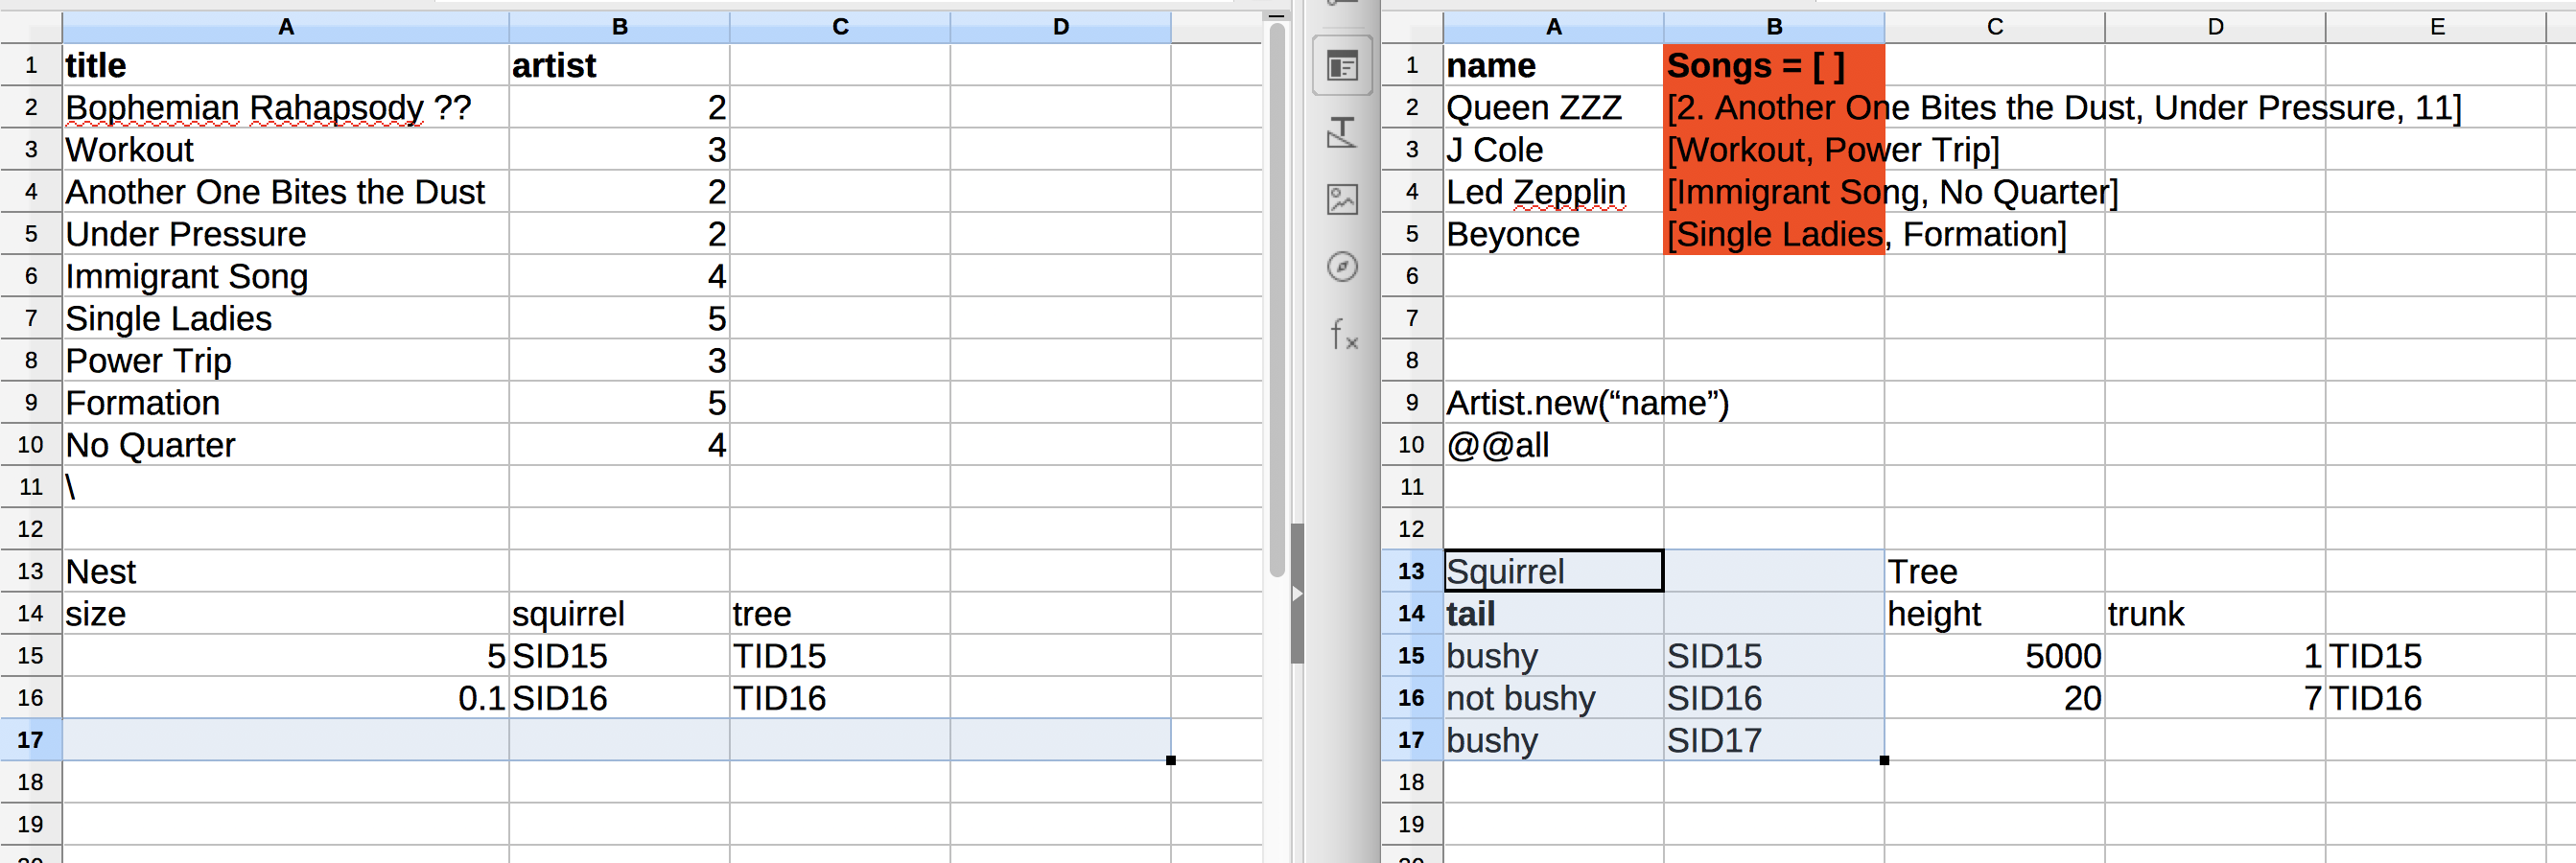 A B C D
1 title artist
2 Bophemian Rahapsody ?? 2
3 Workout 3
4 Another One Bites the Dust 2
5 Under Pressure 2
6 Immigrant Song 4
7 Single Ladies 5
8 Power Trip 3
9 Formation 5
10 No Quarter 4
11 \
12
13 Nest
14 size squirrel tree
15 5 SID15 TID15
16 0.1 SID16 TID16
17
18
19
fx
A B C D E
1 name Songs = [ ]
2 Queen ZZZ [2. Another One Bites the Dust, Under Pressure, 11]
3 J Cole [Workout, Power Trip]
4 Led Zepplin [Immigrant Song, No Quarter]
5 Beyonce [Single Ladies, Formation]
6
7
8
9 Artist.new(“name”)
10 @@all
11
12
13 Squirrel Tree
14 tail height trunk
15 bushy SID15 5000 1 TID15
16 not bushy SID16 20 7 TID16
17 bushy SID17
18
19